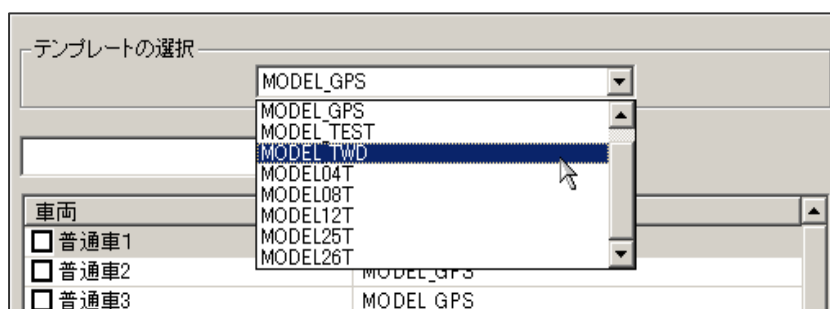 テンプレートの選択
MODEL_GPS
MODEL_GPS
MODEL_TEST
MODEL_TWD
MODEL04T
MODEL08T
MODEL12T
MODEL25T
MODEL26T
車両
普通車1
普通車2 MODEL_GPS
普通車3 MODEL_GPS